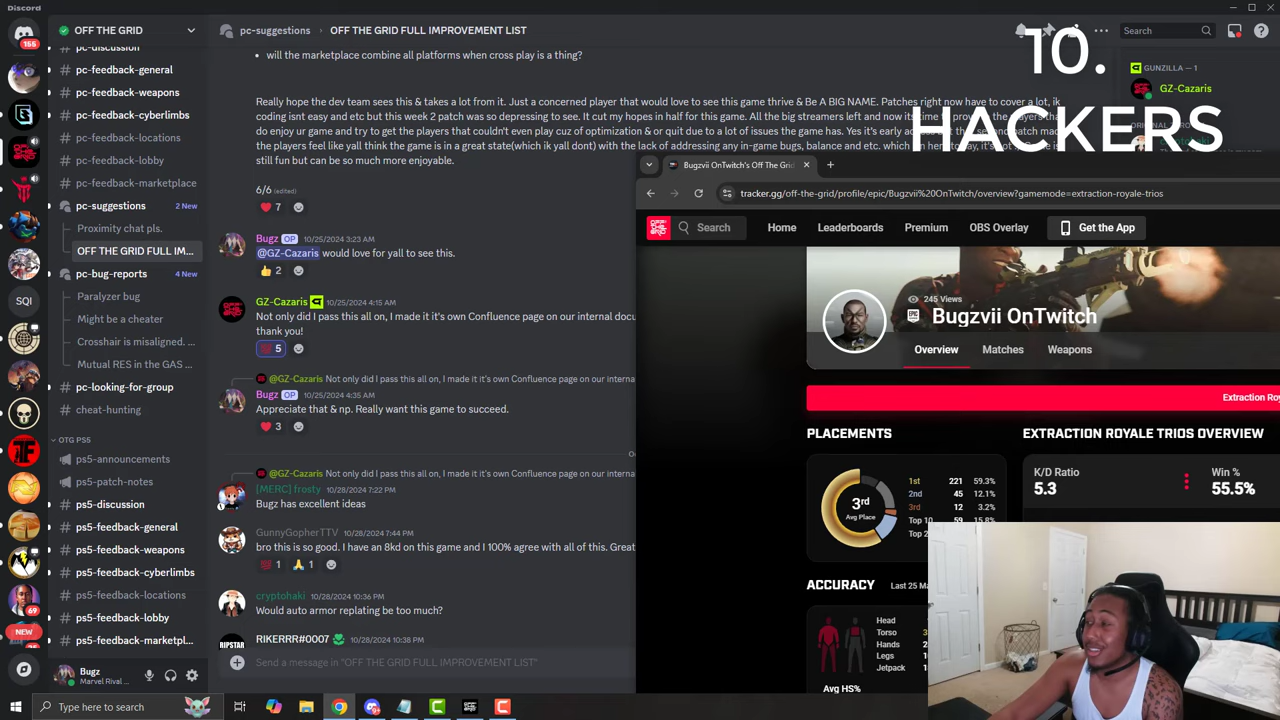 Discord
155
SQI
69
NEW
OFF THE GRID
# pc-discussion
# pc-feedback-general
# pc-feedback-weapons
# pc-feedback-cyberlimbs
# pc-feedback-locations
# pc-feedback-lobby
# pc-feedback-marketplace
pc-suggestions
2 New
Proximity chat pls.
OFF THE GRID FULL IM...
pc-bug-reports
4 New
Paralyzer bug
Might be a cheater
Crosshair is misaligned. ...
Mutual RES in the GAS ...
# pc-looking-for-group
# cheat-hunting
OTG PS5
ps5-announcements
ps5-patch-notes
# ps5-discussion
# ps5-feedback-general
# ps5-feedback-weapons
# ps5-feedback-cyberlimbs
# ps5-feedback-locations
# ps5-feedback-lobby
# ps5-feedback-marketpl...
Bugz
Marvel Rival ...
pc-suggestions > OFF THE GRID FULL IMPROVEMENT LIST
Search
• will the marketplace combine all platforms when cross play is a thing?
Really hope the dev team sees this & takes a lot from it. Just a concerned player that would love to see this game thrive & Be A BIG NAME. Patches right now have to cover a lot, ik
coding isnt easy and etc but this week 2 patch was so depressing to see. It cut my hopes in half for this game. All the big streamers left and now its time
do enjoy ur game and try to get the players that couldn't even play cuz of optimization & or quit due to a lot of issues the game has. Yes it's early
the players feel like yall think the game is in a great state(which ik yall dont) with the lack of addressing any in-game bugs, balance and etc.
still fun but can be so much more enjoyable.
6/6 (edited)
7
Bugz OP 10/25/2024 3:23 AM
@GZ-Cazaris would love for yall to see this.
2
GZ-Cazaris 10/25/2024 4:15 AM
Not only did I pass this all on, I made it it's own Confluence page on our internal docu
thank you!
5
@GZ-Cazaris Not only did I pass this all on, I made it it's own Confluence page on our interna
Bugz OP 10/25/2024 4:35 AM
Appreciate that & np. Really want this game to succeed.
3
@GZ-Cazaris Not only did I pass this all on, I made it it's own Confluence page on our interna
[MERC] frosty 10/28/2024 7:22 PM
Bugz has excellent ideas
GunnyGopherTTV 10/28/2024 7:44 PM
bro this is so good. I have an 8kd on this game and I 100% agree with all of this. Great
1 1
cryptohaki 10/28/2024 10:36 PM
Would auto armor replating be too much?
RIPSTAR
RIKERRR#0007 10/28/2024 10:38 PM
Send a message in "OFF THE GRID FULL IMPROVEMENT LIST"
GUNZILLA — 1
GZ-Cazaris
10.
HACKERS
Bugzvii OnTwitch's Off The Grid
tracker.gg/off-the-grid/profile/epic/Bugzvii%20OnTwitch/overview?gamemode=extraction-royale-trios
Search
Home
Leaderboards
Premium
OBS Overlay
Get the App
245 Views
Bugzvii OnTwitch
Overview
Matches
Weapons
Extraction Roy
PLACEMENTS
3rd
Avg Place
1st 221 59.3%
2nd 45 12.1%
3rd 12 3.2%
Top 10 59 15.8%
EXTRACTION ROYALE TRIOS OVERVIEW
K/D Ratio
5.3
Win %
55.5%
ACCURACY
Last 25 Ma
Head
Torso
Hands
Legs
Jetpack
Avg HS%
Type here to search